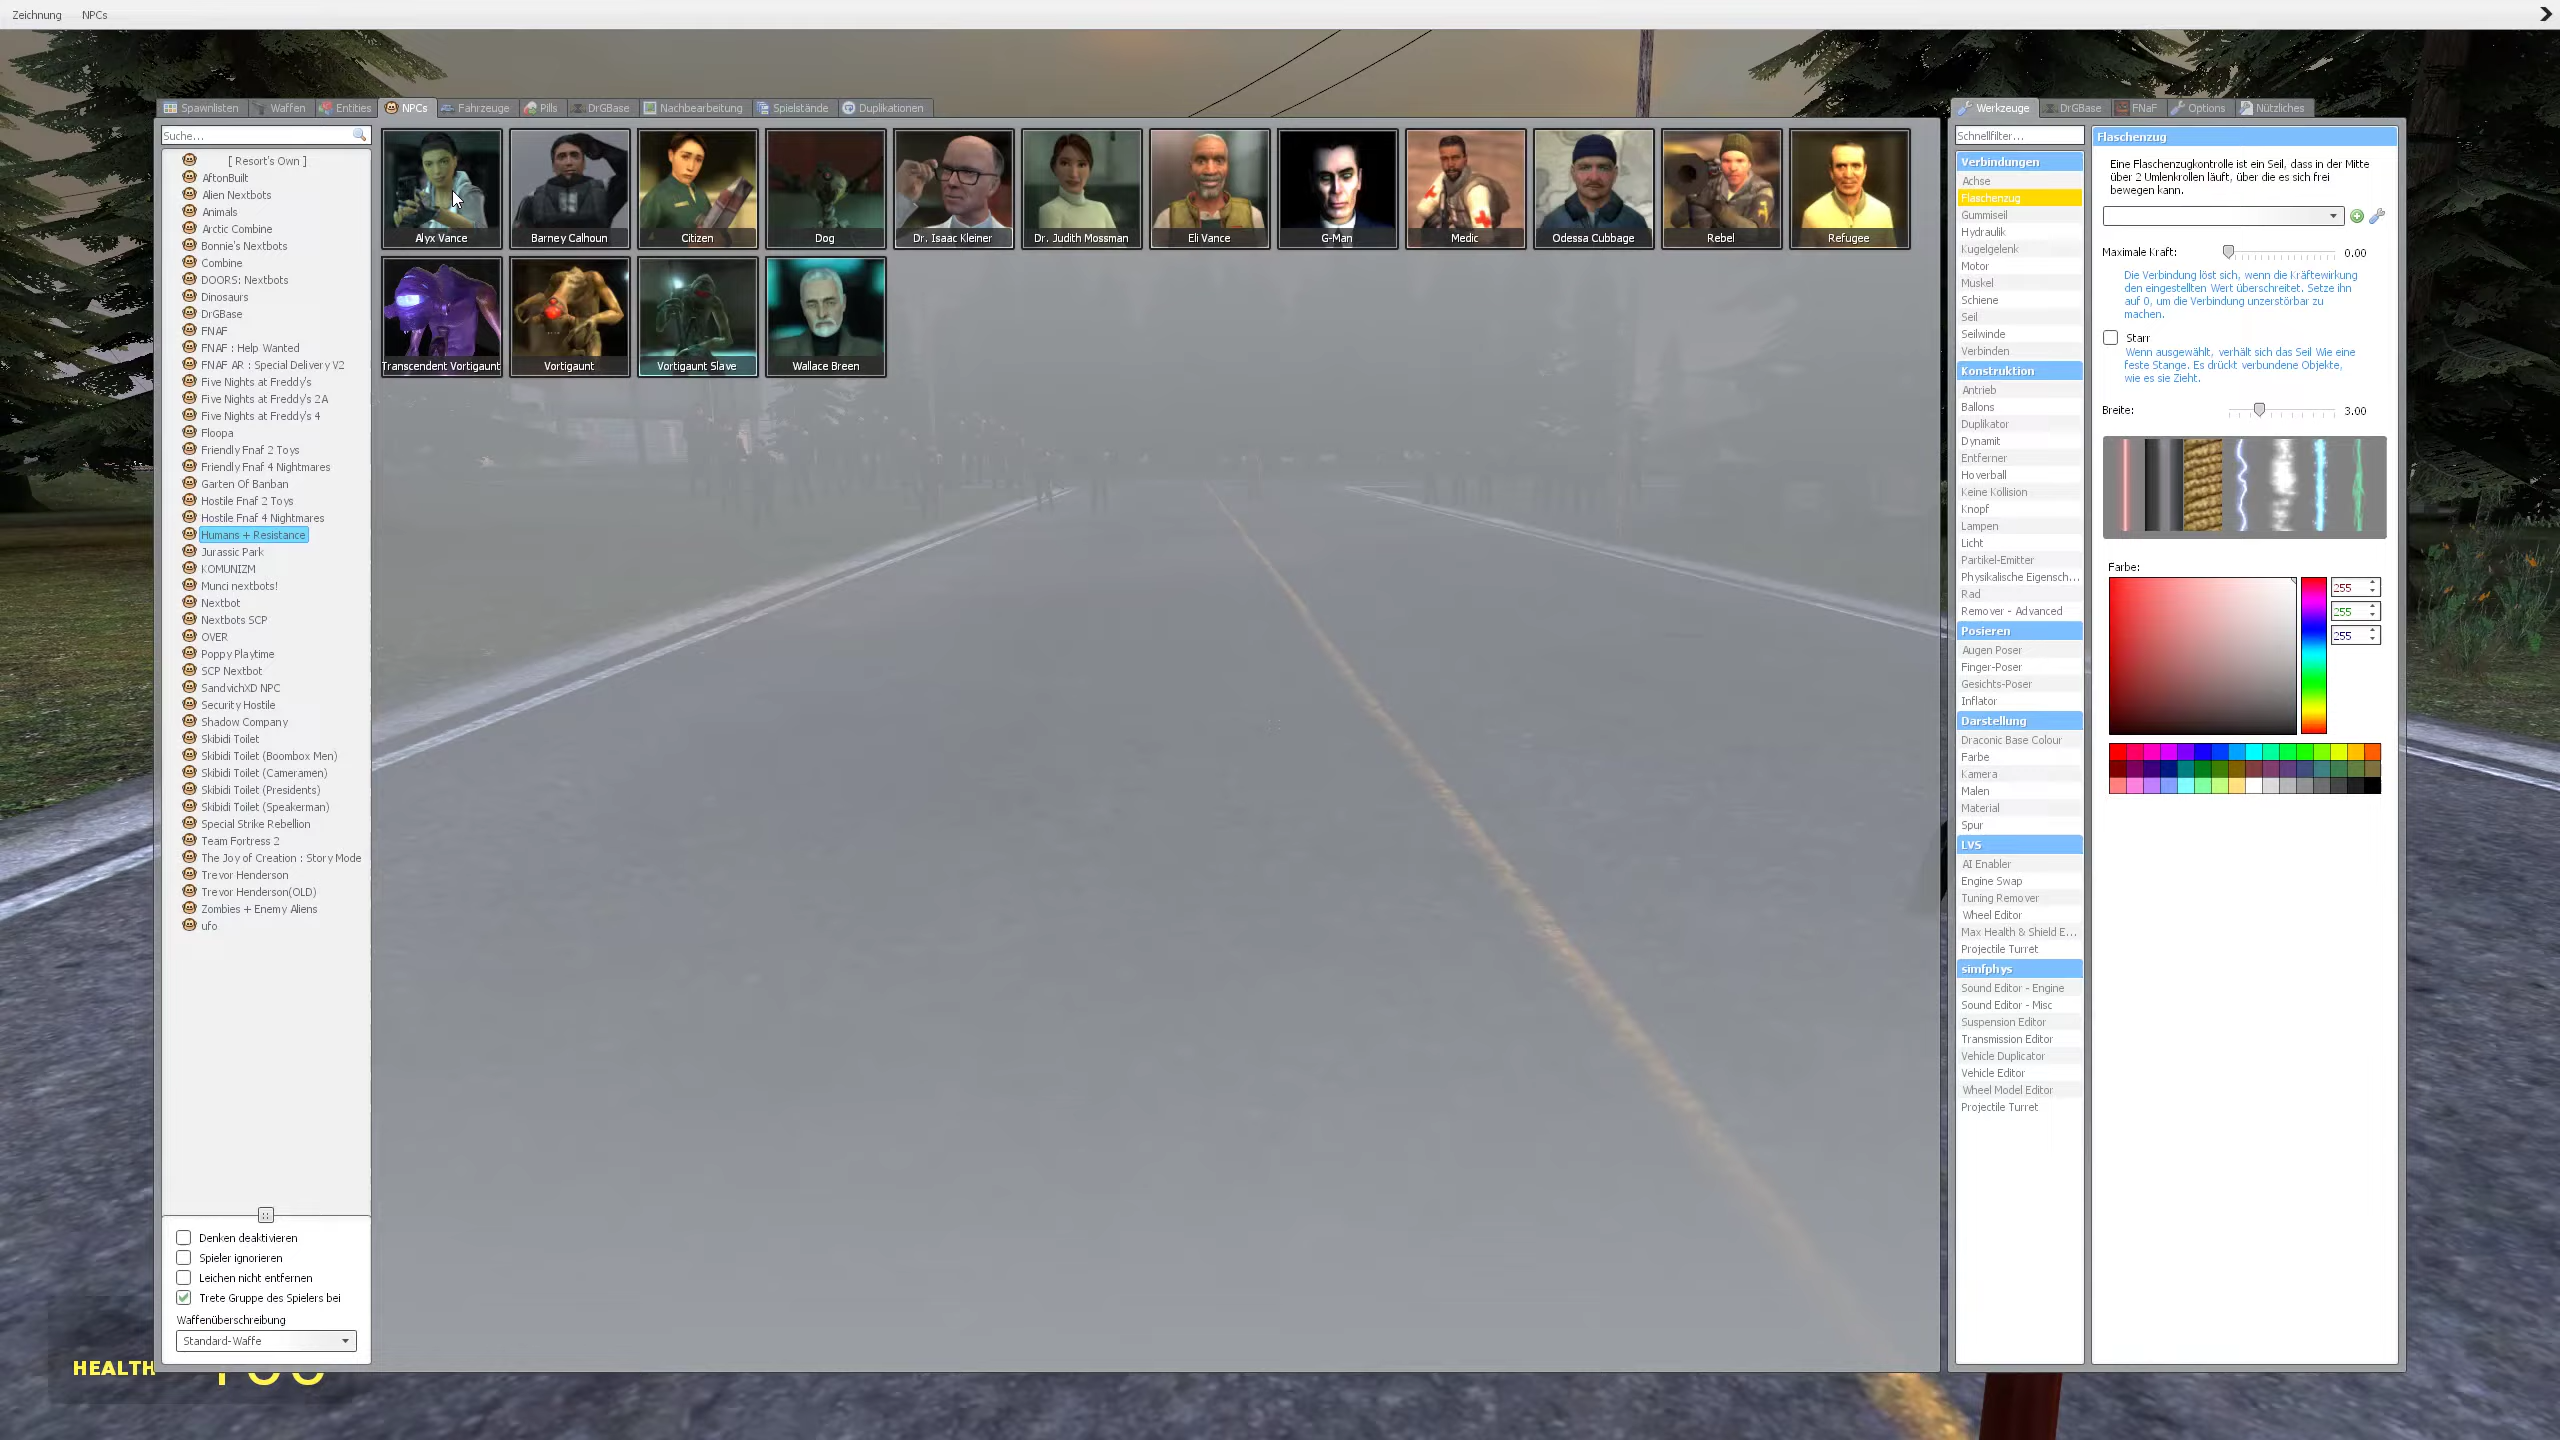 Zeichnung NPCs
Spawnlisten Waffen Entities NPCs Fahrzeuge Pills DrGBase Nachbearbeitung Spielstände Duplikationen
Suche...
[ Resort's Own ]
AftonBuilt
Alien Nextbots
Animals
Arctic Combine
Bonnie's Nextbots
Combine
DOORS: Nextbots
Dinosaurs
DrGBase
FNAF
FNAF : Help Wanted
FNAF AR : Special Delivery V2
Five Nights at Freddy's
Five Nights at Freddy's 2A
Five Nights at Freddy's 4
Floopa
Friendly Fnaf 2 Toys
Friendly Fnaf 4 Nightmares
Garten Of Banban
Hostile Fnaf 2 Toys
Hostile Fnaf 4 Nightmares
Humans + Resistance
Jurassic Park
KOMUNIZM
Munci nextbots!
Nextbot
Nextbots SCP
OVER
Poppy Playtime
SCP Nextbot
SandvichXD NPC
Security Hostile
Shadow Company
Skibidi Toilet
Skibidi Toilet (Boombox Men)
Skibidi Toilet (Cameramen)
Skibidi Toilet (Presidents)
Skibidi Toilet (Speakerman)
Special Strike Rebellion
Team Fortress 2
The Joy of Creation : Story Mode
Trevor Henderson
Trevor Henderson(OLD)
Zombies + Enemy Aliens
ufo
Denken deaktivieren
Spieler ignorieren
Leichen nicht entfernen
Trete Gruppe des Spielers bei
Waffenüberschreibung
Standard-Waffe
HEALTH
Alyx Vance Barney Calhoun Citizen Dog Dr. Isaac Kleiner Dr. Judith Mossman Eli Vance G-Man Medic Odessa Cubbage Rebel Refugee
Transcendent Vortigaunt Vortigaunt Vortigaunt Slave Wallace Breen
Werkzeuge DrGBase FNaF Options Nützliches
Schnellfilter...
Verbindungen
Achse
Flaschenzug
Gummiseil
Hydraulik
Kugelgelenk
Motor
Muskel
Schiene
Seil
Seilwinde
Verbinden
Konstruktion
Antrieb
Ballons
Duplikator
Dynamit
Entferner
Hoverball
Keine Kollision
Knopf
Lampen
Licht
Partikel-Emitter
Physikalische Eigensch...
Rad
Remover - Advanced
Posieren
Augen Poser
Finger-Poser
Gesichts-Poser
Inflator
Darstellung
Draconic Base Colour
Farbe
Kamera
Malen
Material
Spur
LVS
AI Enabler
Engine Swap
Tuning Remover
Wheel Editor
Max Health & Shield E...
Projectile Turret
simfphys
Sound Editor - Engine
Sound Editor - Misc
Suspension Editor
Transmission Editor
Vehicle Duplicator
Vehicle Editor
Wheel Model Editor
Projectile Turret
Flaschenzug
Eine Flaschenzugkontrolle ist ein Seil, dass in der Mitte
über 2 Umlenkrollen läuft, über die es sich frei
bewegen kann.
Maximale Kraft: 0.00
Die Verbindung löst sich, wenn die Kräftewirkung
den eingestellten Wert überschreitet. Setze ihn
auf 0, um die Verbindung unzerstörbar zu
machen.
Starr
Wenn ausgewählt, verhält sich das Seil Wie eine
feste Stange. Es drückt verbundene Objekte,
wie es sie Zieht.
Breite: 3.00
Farbe:
255
255
255